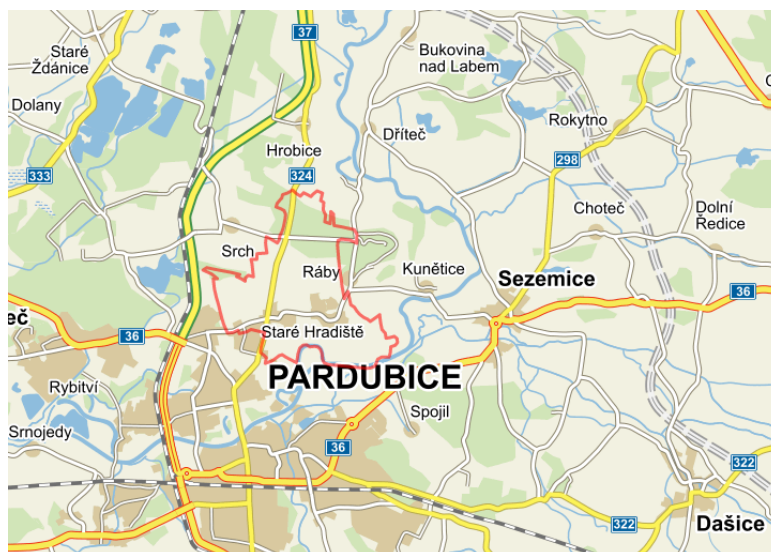 37
Staré
Ždánice
Bukovina
nad Labem
Dolany
Rokytno
Dříteč
Hrobice
298
333
324
Choteč
Dolní
Ředice
Srch
Ráby
Kunětice
Sezemice
36
eč
36
Staré Hradiště
Rybitví
PARDUBICE
Spojil
Srnojedy
36
322
322
Dašice